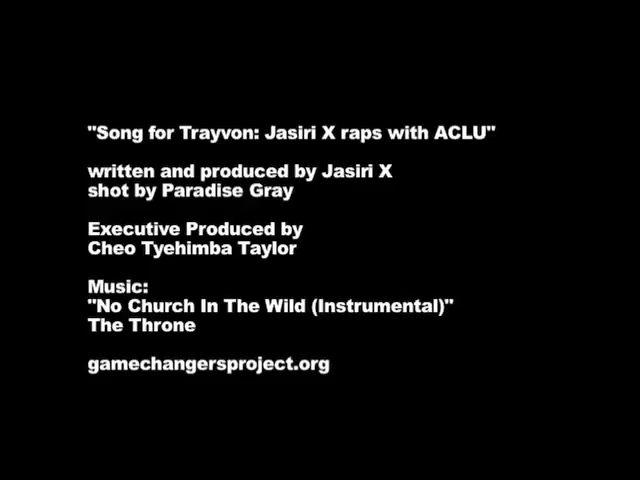 "Song for Trayvon: Jasiri X raps with ACLU"
written and produced by Jasiri X
shot by Paradise Gray
Executive Produced by
Cheo Tyehimba Taylor
Music:
"No Church In The Wild (Instrumental)"
The Throne
gamechangersproject.org